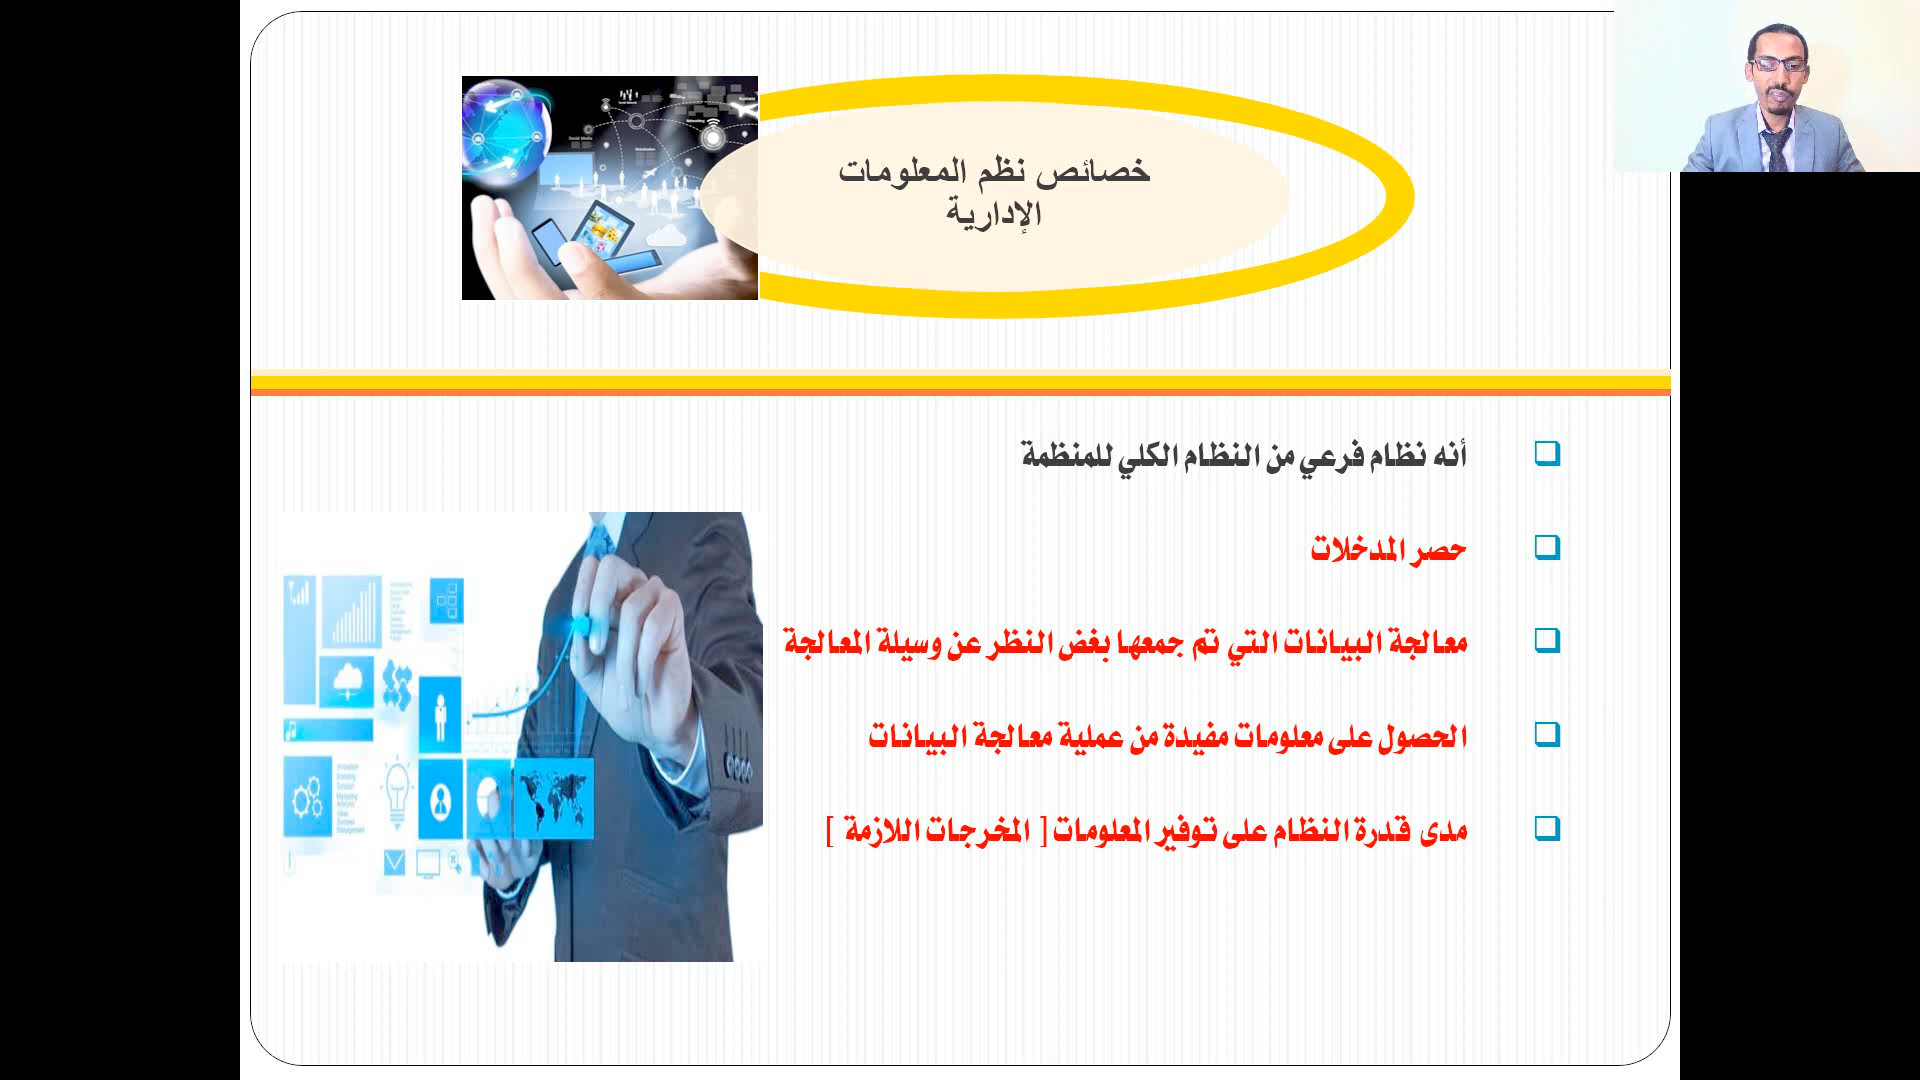 خصائص نظم المعلومات
الإدارية
أنه نظام فرعي من النظام الكلي للمنظمة
حصر المدخلات
معالجة البيانات التي تم جمعها بغض النظر عن وسيلة المعالجة
الحصول على معلومات مفيدة من عملية معالجة البيانات
مدى قدرة النظام على توفير المعلومات [ المخرجات اللازمة ]